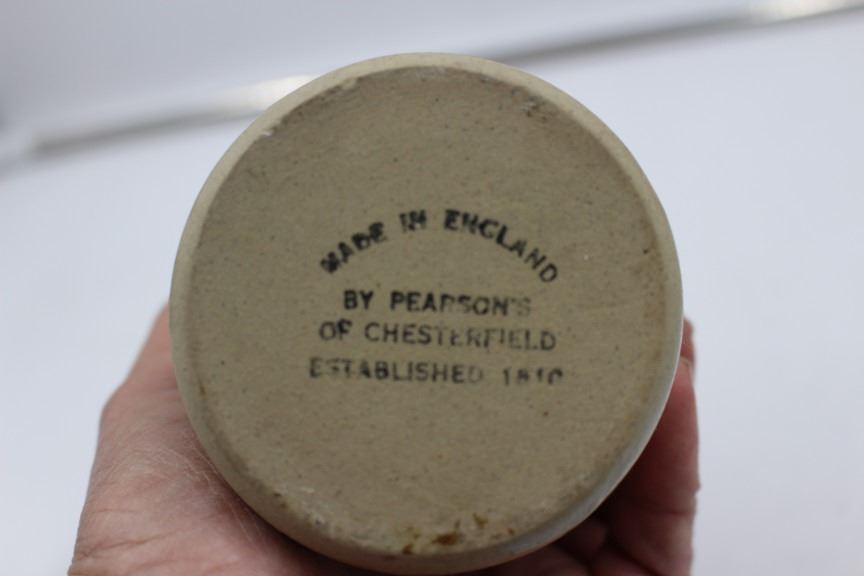 MADE IN ENGLAND
BY PEARSON'S
OF CHESTERFIELD
ESTABLISHED 1810